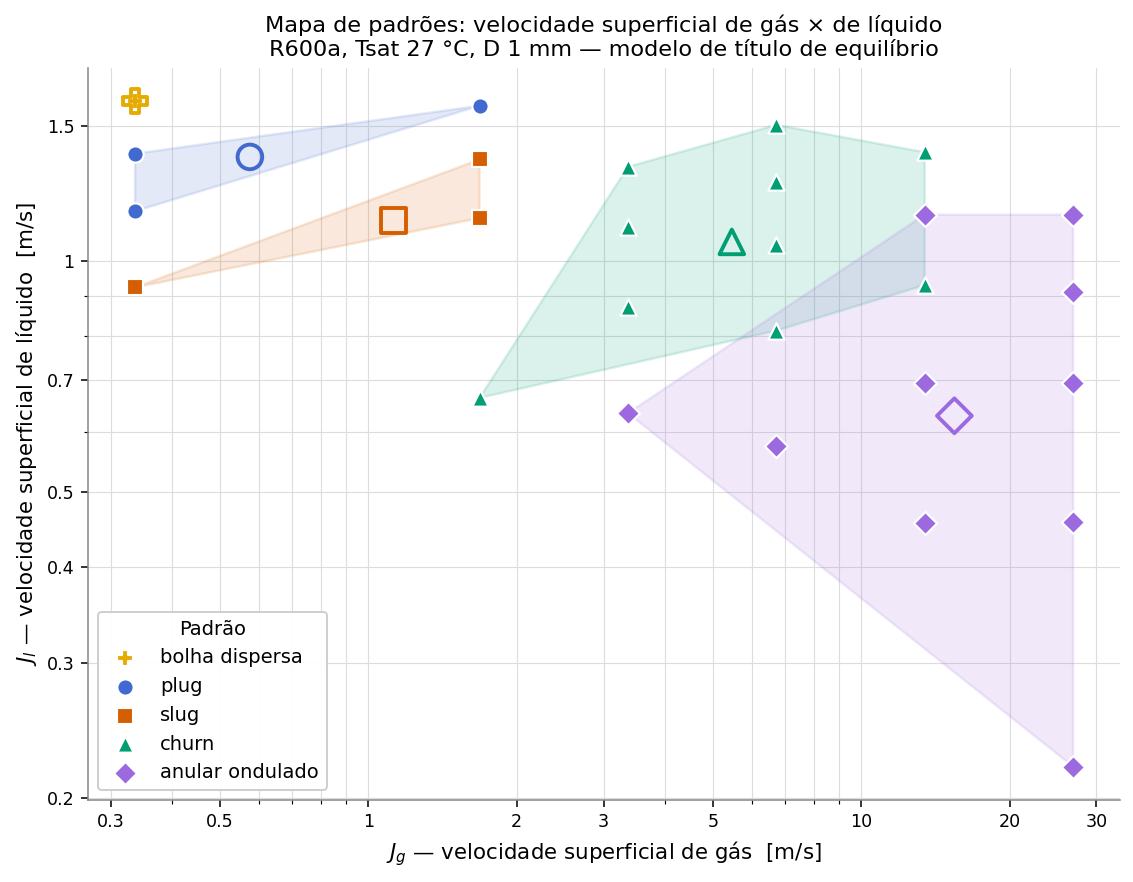 Mapa de padrões: velocidade superficial de gás × de líquido
R600a, Tsat 27 °C, D 1 mm — modelo de título de equilíbrio
J_l — velocidade superficial de líquido [m/s]
1.5
1
0.7
0.5
0.4
0.3
0.2
Padrão
bolha dispersa
plug
slug
churn
anular ondulado
0.3 0.5 1 2 3 5 10 20 30
J_g — velocidade superficial de gás [m/s]